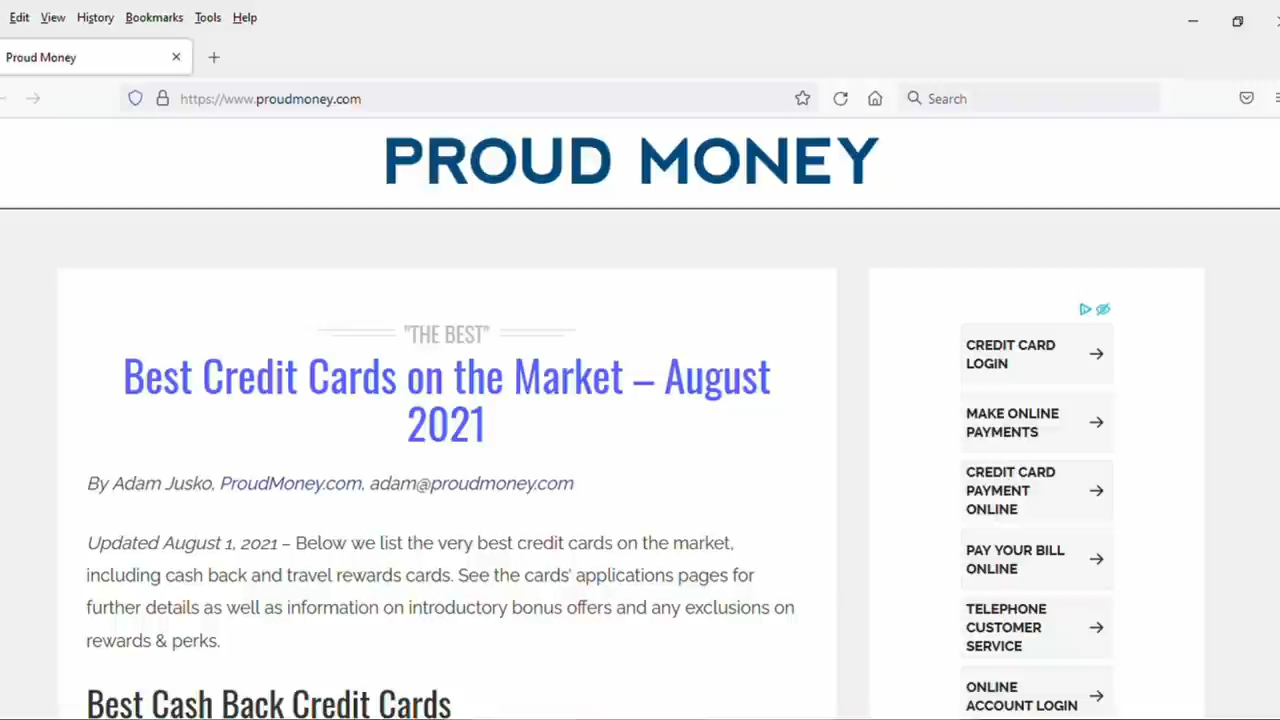 Edit View History Bookmarks Tools Help
Proud Money
https://www.proudmoney.com
Search
PROUD MONEY
"THE BEST"
Best Credit Cards on the Market – August
2021
By Adam Jusko, ProudMoney.com, adam@proudmoney.com
Updated August 1, 2021 – Below we list the very best credit cards on the market,
including cash back and travel rewards cards. See the cards' applications pages for
further details as well as information on introductory bonus offers and any exclusions on
rewards & perks.
Best Cash Back Credit Cards
CREDIT CARD
LOGIN
MAKE ONLINE
PAYMENTS
CREDIT CARD
PAYMENT
ONLINE
PAY YOUR BILL
ONLINE
TELEPHONE
CUSTOMER
SERVICE
ONLINE
ACCOUNT LOGIN